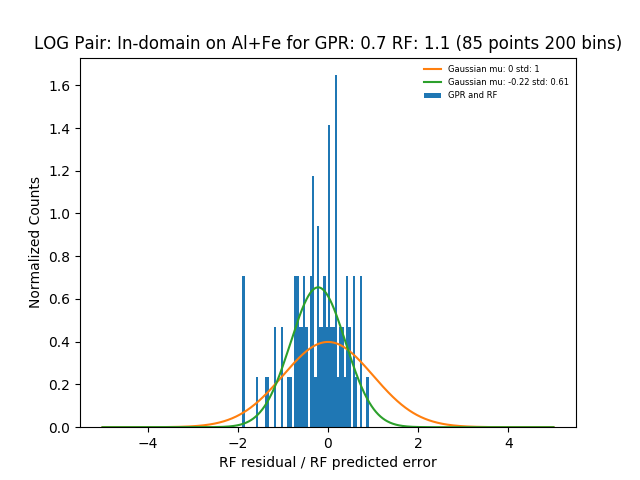 LOG Pair: In-domain on Al+Fe for GPR: 0.7 RF: 1.1 (85 points 200 bins)
Gaussian mu: 0 std: 1
Gaussian mu: -0.22 std: 0.61
GPR and RF
Normalized Counts
1.6
1.4
1.2
1.0
0.8
0.6
0.4
0.2
0.0
−4 −2 0 2 4
RF residual / RF predicted error